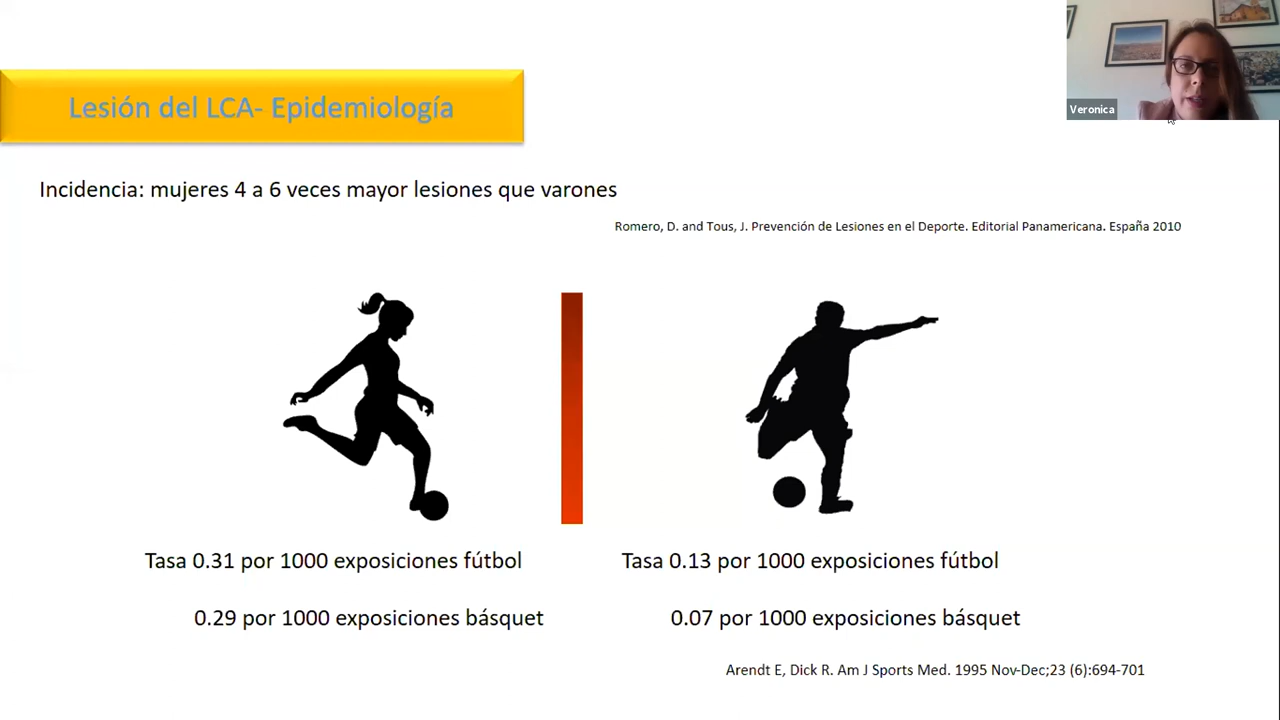 Veronica
Lesión del LCA- Epidemiología
Incidencia: mujeres 4 a 6 veces mayor lesiones que varones
Romero, D. and Tous, J. Prevención de Lesiones en el Deporte. Editorial Panamericana. España 2010
Tasa 0.31 por 1000 exposiciones fútbol
Tasa 0.13 por 1000 exposiciones fútbol
0.29 por 1000 exposiciones básquet
0.07 por 1000 exposiciones básquet
Arendt E, Dick R. Am J Sports Med. 1995 Nov-Dec;23 (6):694-701